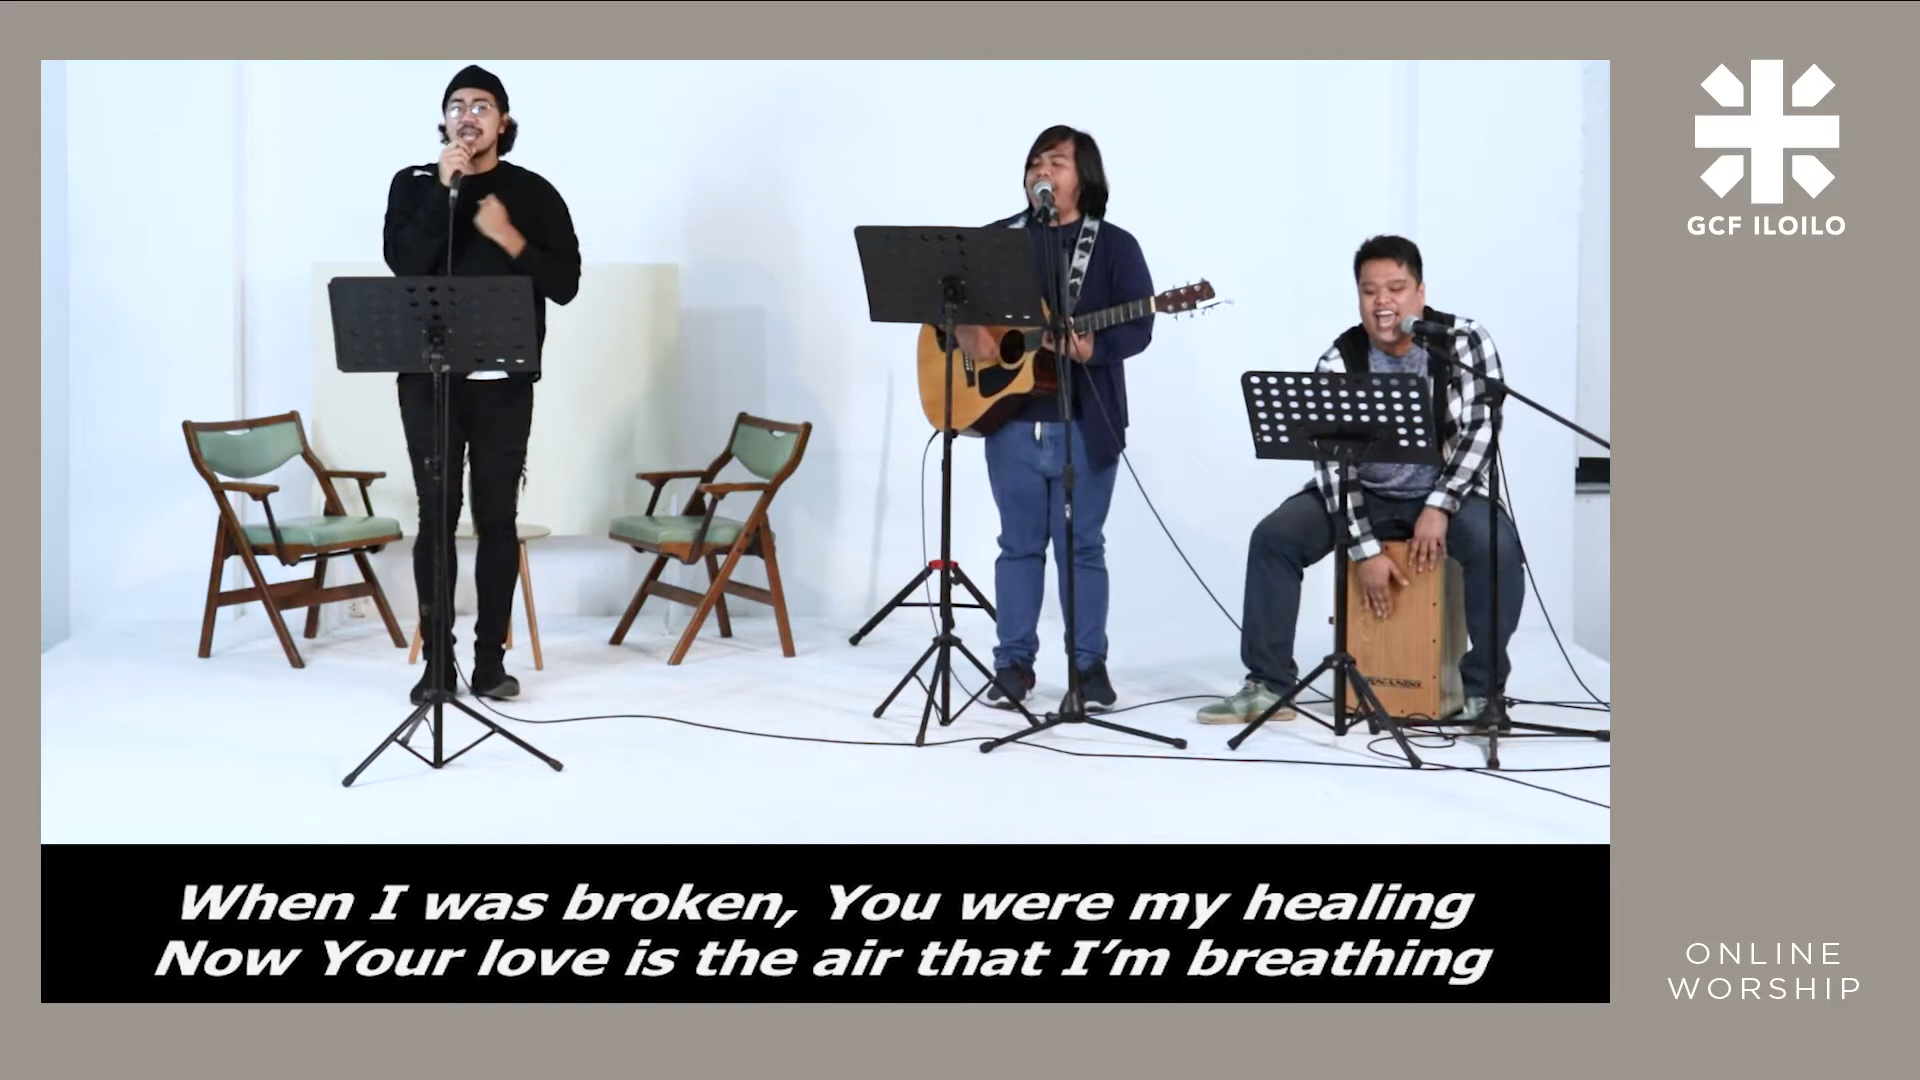 GCF ILOILO
When I was broken, You were my healing
Now Your love is the air that I'm breathing
ONLINE
WORSHIP